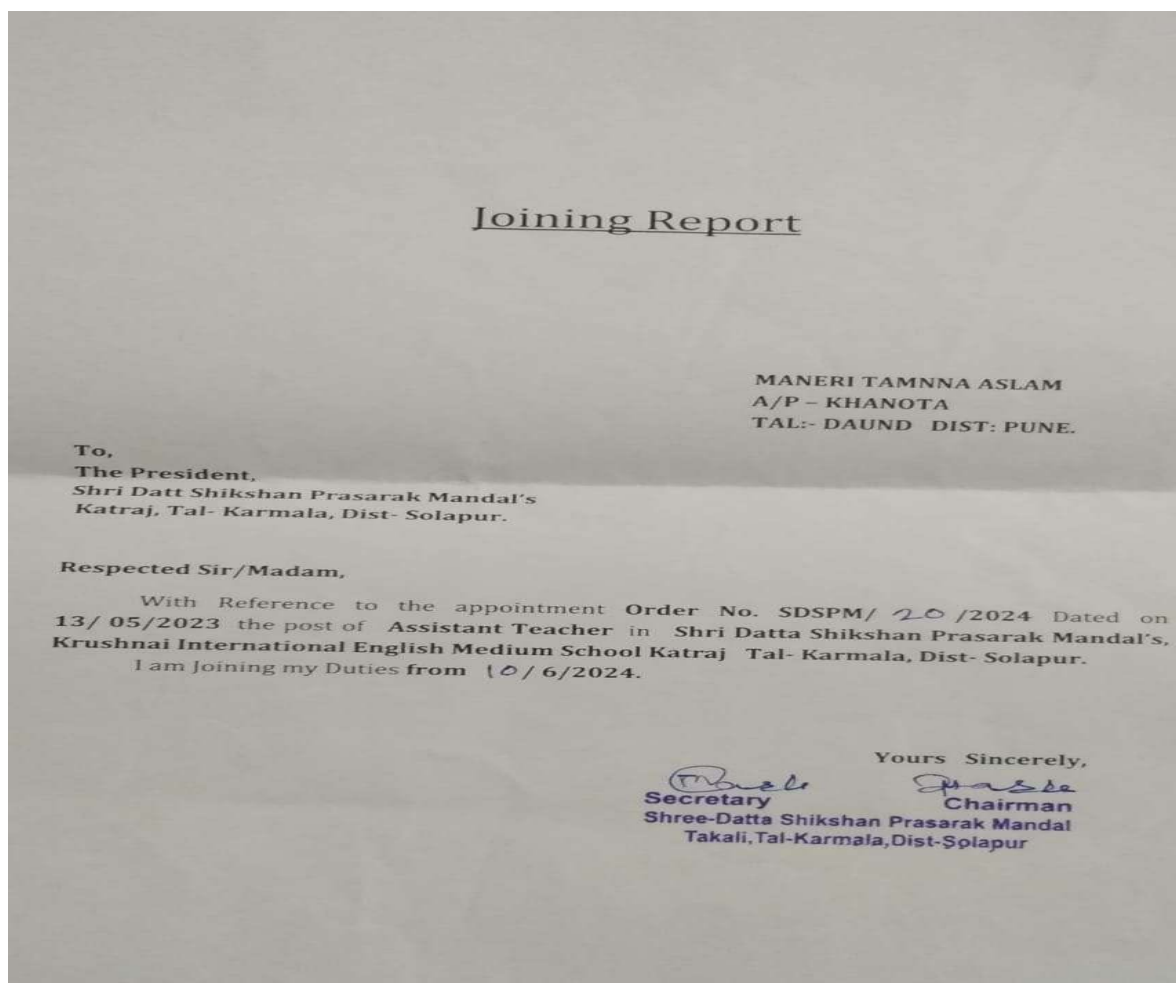 Joining Report
MANERI TAMNNA ASLAM
A/P – KHANOTA
TAL:- DAUND DIST: PUNE.
To,
The President,
Shri Datt Shikshan Prasarak Mandal's
Katraj, Tal- Karmala, Dist- Solapur.
Respected Sir/Madam,
With Reference to the appointment Order No. SDSPM/ 20 /2024 Dated on
13/ 05/2023 the post of Assistant Teacher in Shri Datta Shikshan Prasarak Mandal's,
Krushnai International English Medium School Katraj Tal- Karmala, Dist- Solapur.
I am Joining my Duties from 10/ 6/2024.
Yours Sincerely,
Secretary Chairman
Shree-Datta Shikshan Prasarak Mandal
Takali,Tal-Karmala,Dist-Solapur